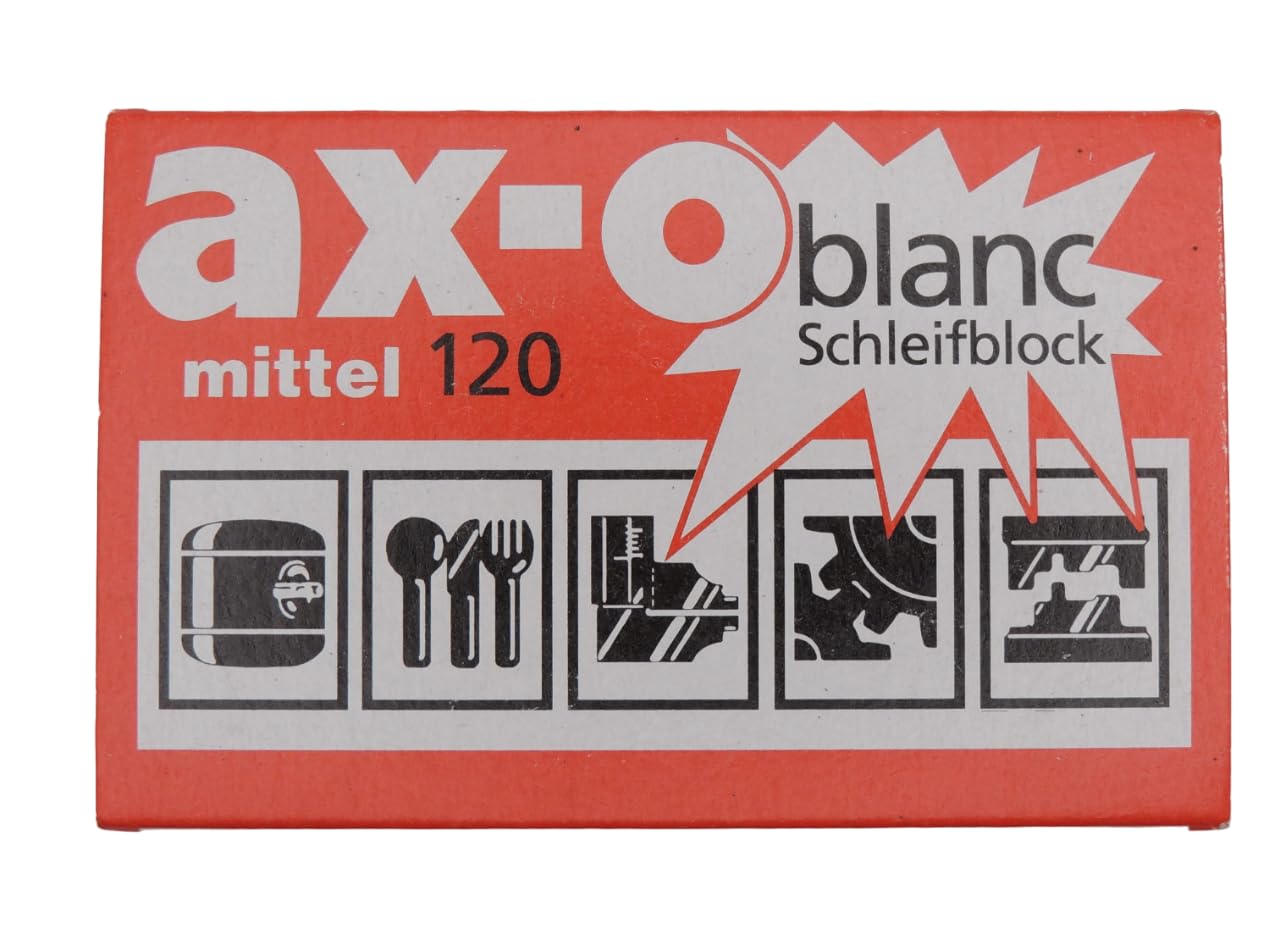 ax-o
blanc
Schleifblock
mittel 120